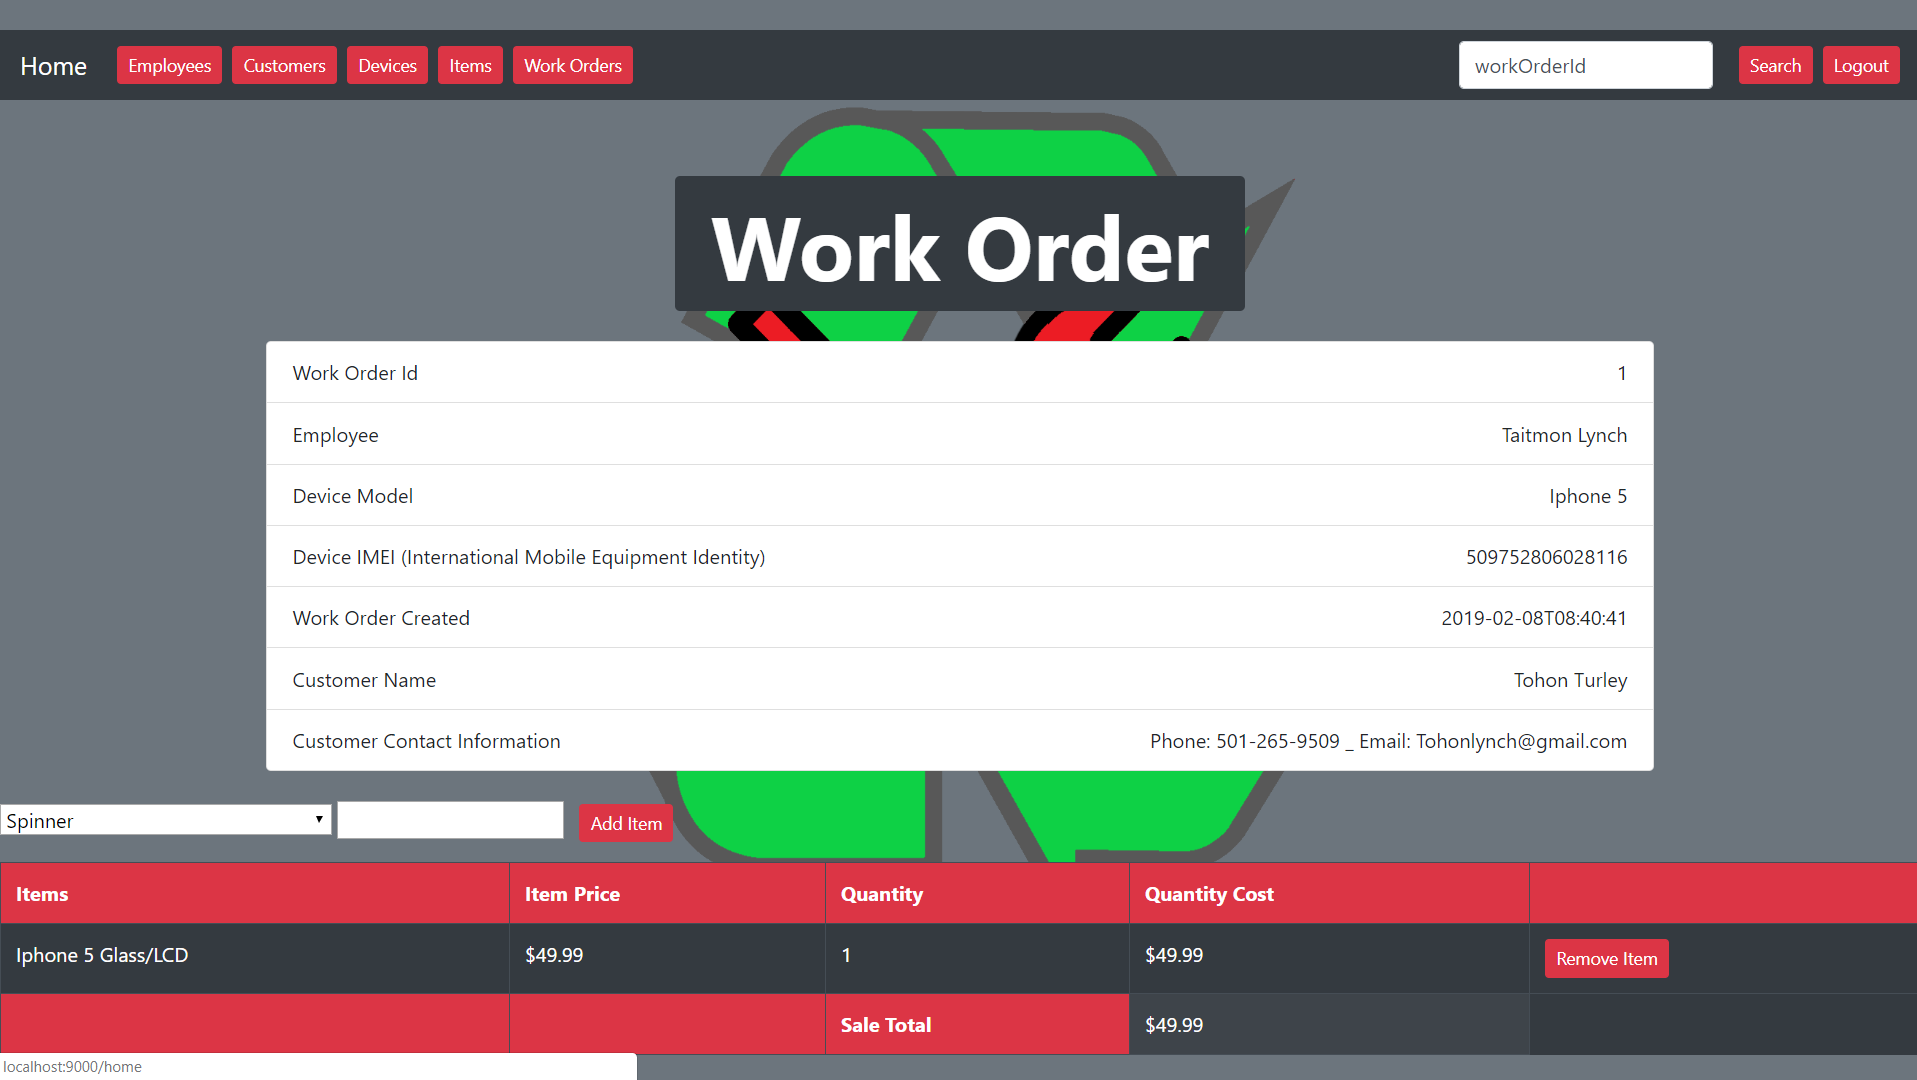 Home Employees Customers Devices Items Work Orders workOrderId Search Logout
Work Order
Work Order Id 1
Employee Taitmon Lynch
Device Model Iphone 5
Device IMEI (International Mobile Equipment Identity) 509752806028116
Work Order Created 2019-02-08T08:40:41
Customer Name Tohon Turley
Customer Contact Information Phone: 501-265-9509 _ Email: Tohonlynch@gmail.com
Spinner Add Item
Items Item Price Quantity Quantity Cost
Iphone 5 Glass/LCD $49.99 1 $49.99 Remove Item
Sale Total $49.99
localhost:9000/home